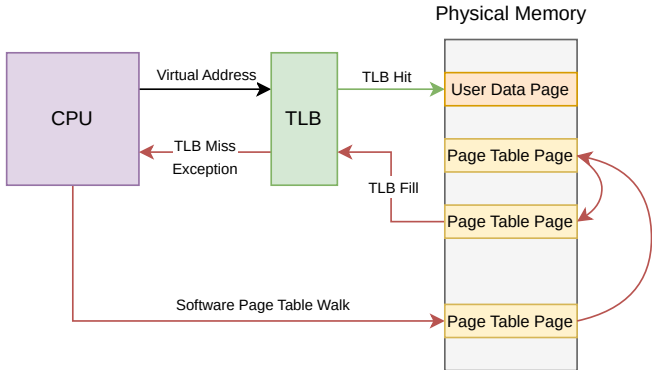 Physical Memory
Virtual Address
TLB Hit
User Data Page
CPU
TLB
TLB Miss
Exception
Page Table Page
TLB Fill
Page Table Page
Software Page Table Walk
Page Table Page